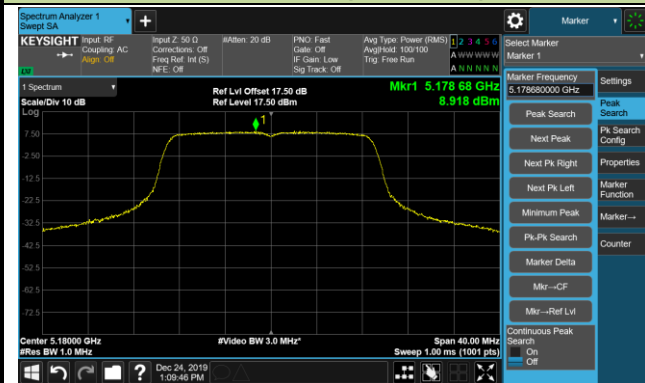 Spectrum Analyzer 1
Swept SA
+
Marker
KEYSIGHT
Input: RF
Coupling: AC
Align: Off
Input Z: 50 Ω
Corrections: Off
Freq Ref: Int (S)
NFE: Off
#Atten: 20 dB
PNO: Fast
Gate: Off
IF Gain: Low
Sig Track: Off
Avg Type: Power (RMS)
Avg|Hold: 100/100
Trig: Free Run
1 2 3 4 5 6
A W W W W W
A N N N N N
Select Marker
Marker 1
LXI
1 Spectrum
Scale/Div 10 dB
Log
Ref Lvl Offset 17.50 dB
Ref Level 17.50 dBm
Mkr1 5.178 68 GHz
8.918 dBm
1
7.50
-2.50
-12.5
-22.5
-32.5
-42.5
-52.5
-62.5
-72.5
Center 5.18000 GHz
#Res BW 1.0 MHz
#Video BW 3.0 MHz*
Span 40.00 MHz
Sweep 1.00 ms (1001 pts)
Marker Frequency
5.178680000 GHz
Peak Search
Next Peak
Next Pk Right
Next Pk Left
Minimum Peak
Pk-Pk Search
Marker Delta
Mkr→CF
Mkr→Ref Lvl
Continuous Peak
Search
On
Off
Settings
Peak
Search
Pk Search
Config
Properties
Marker
Function
Marker→
Counter
?
Dec 24, 2019
1:09:46 PM